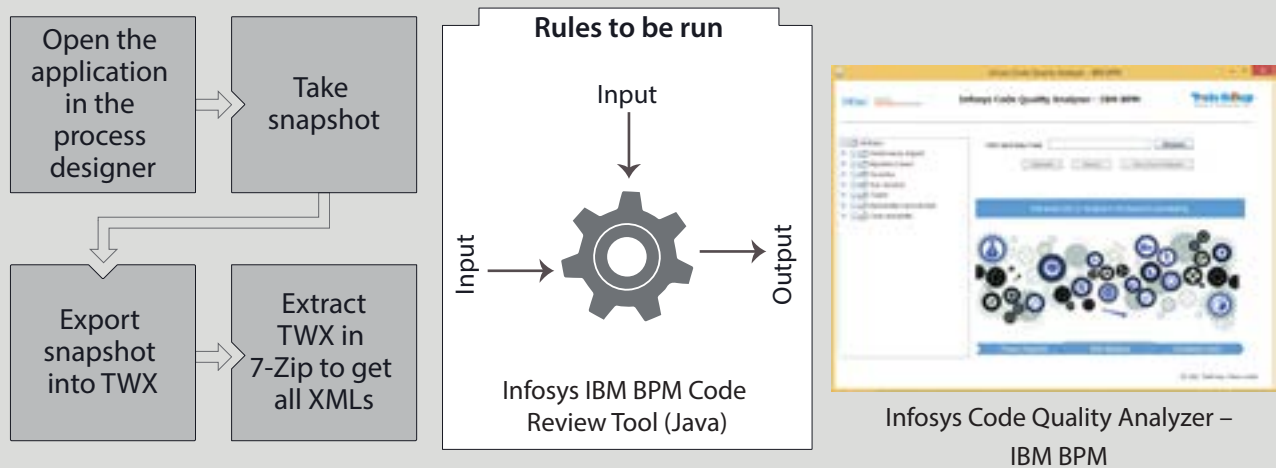 Open the
application
in the
process
designer
Take
snapshot
Export
snapshot
into TWX
Extract
TWX in
7-Zip to get
all XMLs
Rules to be run
Input
Input
Output
Infosys IBM BPM Code
Review Tool (Java)
Infosys Code Quality Analyzer - IBM BPM
Infosys Code Quality Analyzer –
IBM BPM